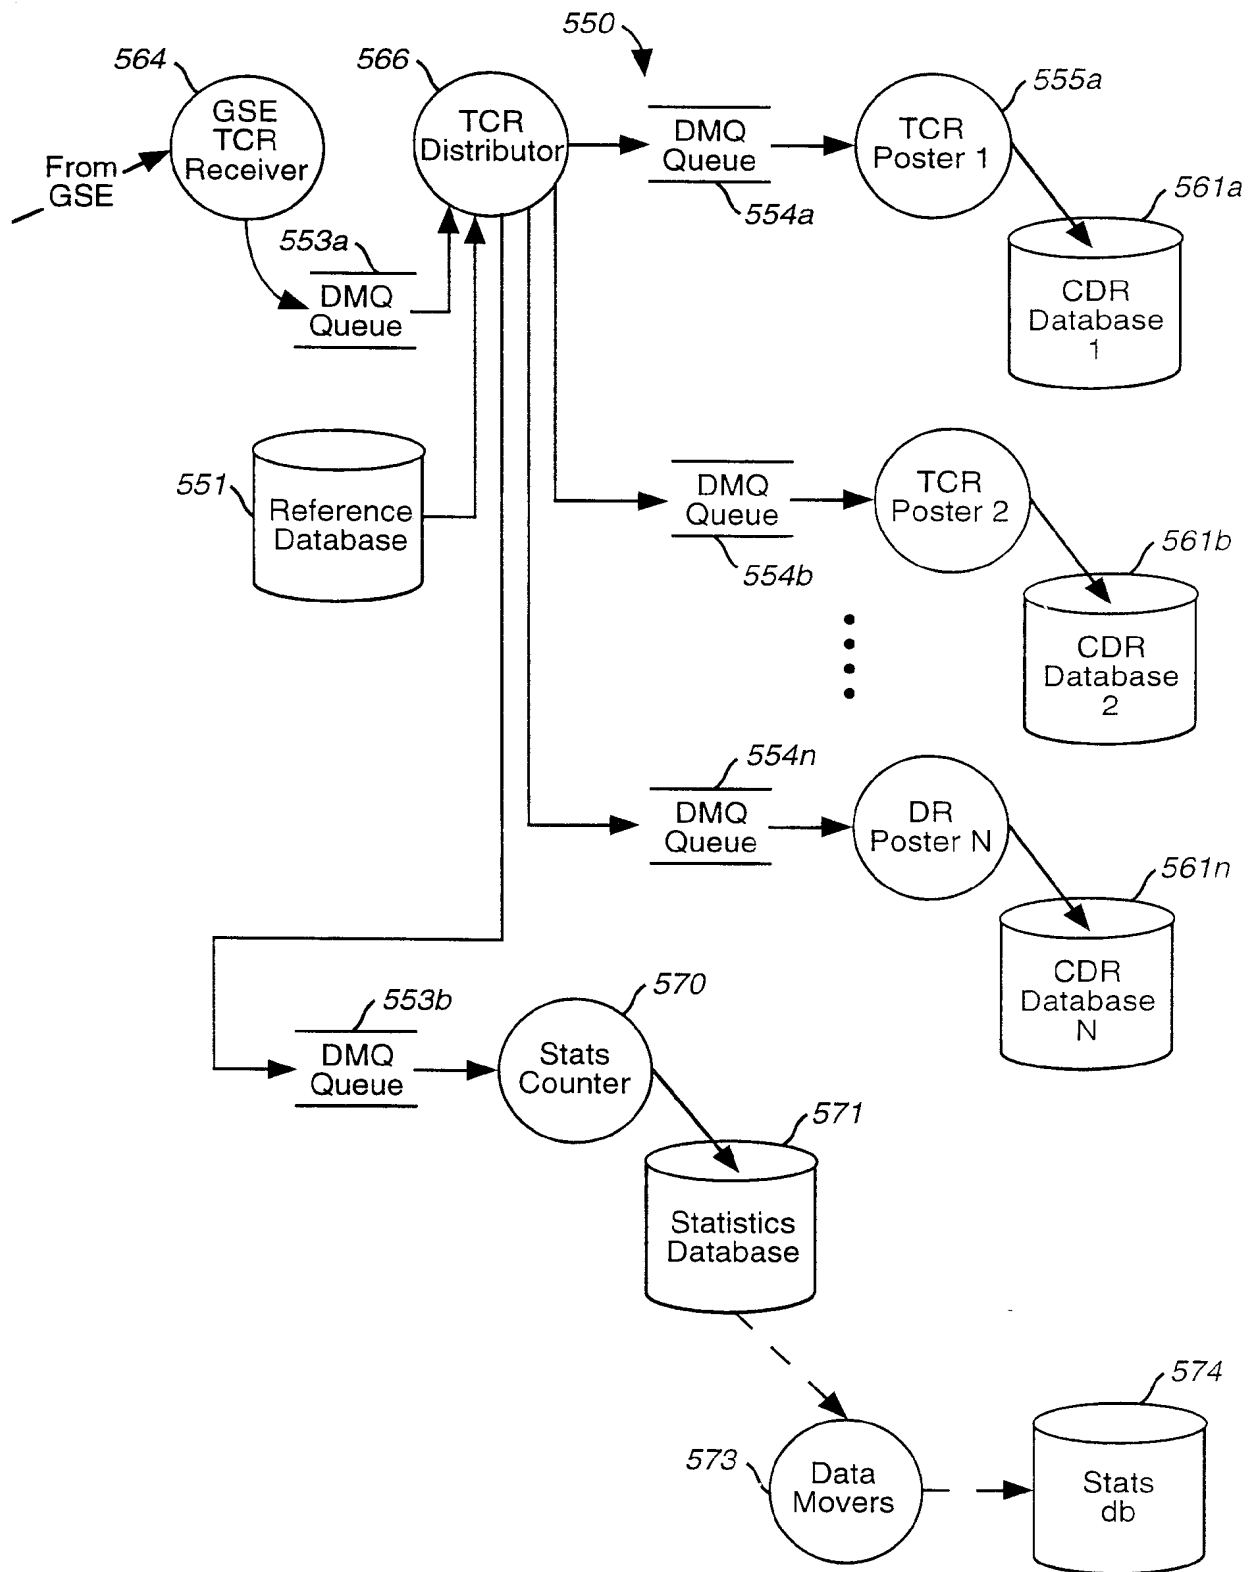 550
564
GSE
TCR
Receiver
From
GSE
566
TCR
Distributor
DMQ
Queue
554a
TCR
Poster 1
555a
561a
CDR
Database
1
553a
DMQ
Queue
551
Reference
Database
DMQ
Queue
554b
TCR
Poster 2
561b
CDR
Database
2
554n
DMQ
Queue
DR
Poster N
561n
CDR
Database
N
553b
DMQ
Queue
570
Stats
Counter
571
Statistics
Database
573
Data
Movers
574
Stats
db